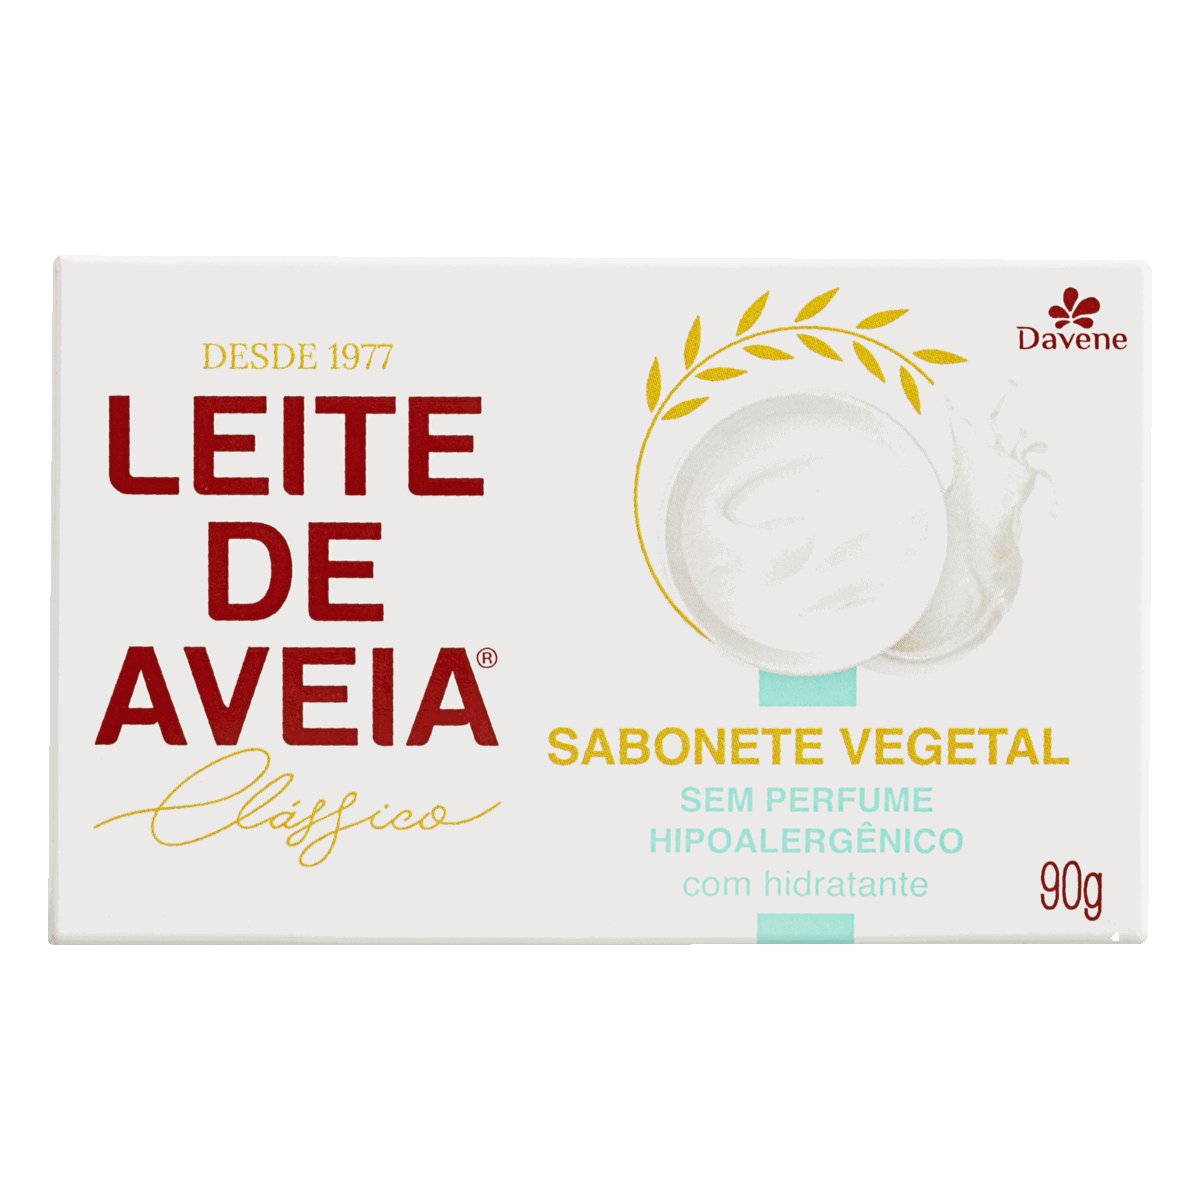 DESDE 1977
LEITE
DE
AVEIA®
Clássico
Davene
SABONETE VEGETAL
SEM PERFUME
HIPOALERGÊNICO
com hidratante
90g